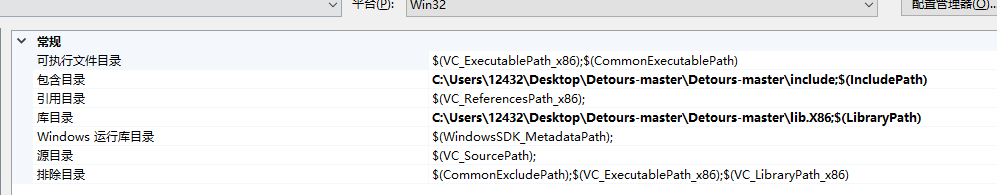 平台(P): Win32 配置管理器(O)...
常规
可执行文件目录 $(VC_ExecutablePath_x86);$(CommonExecutablePath)
包含目录 C:\Users\12432\Desktop\Detours-master\Detours-master\include;$(IncludePath)
引用目录 $(VC_ReferencesPath_x86);
库目录 C:\Users\12432\Desktop\Detours-master\Detours-master\lib.X86;$(LibraryPath)
Windows 运行库目录 $(WindowsSDK_MetadataPath);
源目录 $(VC_SourcePath);
排除目录 $(CommonExcludePath);$(VC_ExecutablePath_x86);$(VC_LibraryPath_x86)